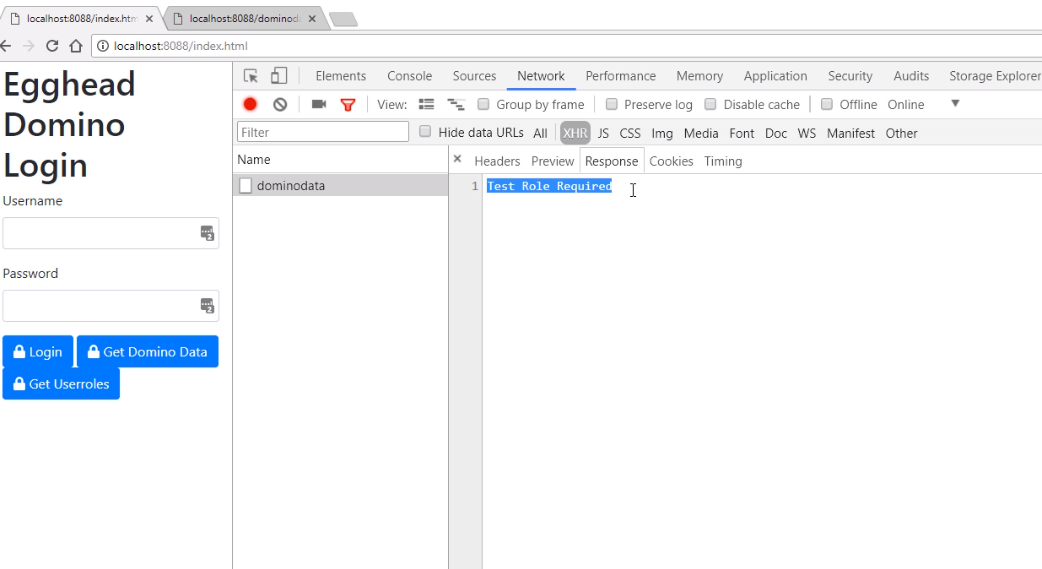 localhost:8088/index.htm
localhost:8088/dominod
localhost:8088/index.html
Egghead
Domino
Login
Username
Password
Login
Get Domino Data
Get Userroles
Elements Console Sources Network Performance Memory Application Security Audits Storage Explorer
View: Group by frame Preserve log Disable cache Offline Online
Filter Hide data URLs All XHR JS CSS Img Media Font Doc WS Manifest Other
Name
dominodata
Headers Preview Response Cookies Timing
1 Test Role Required